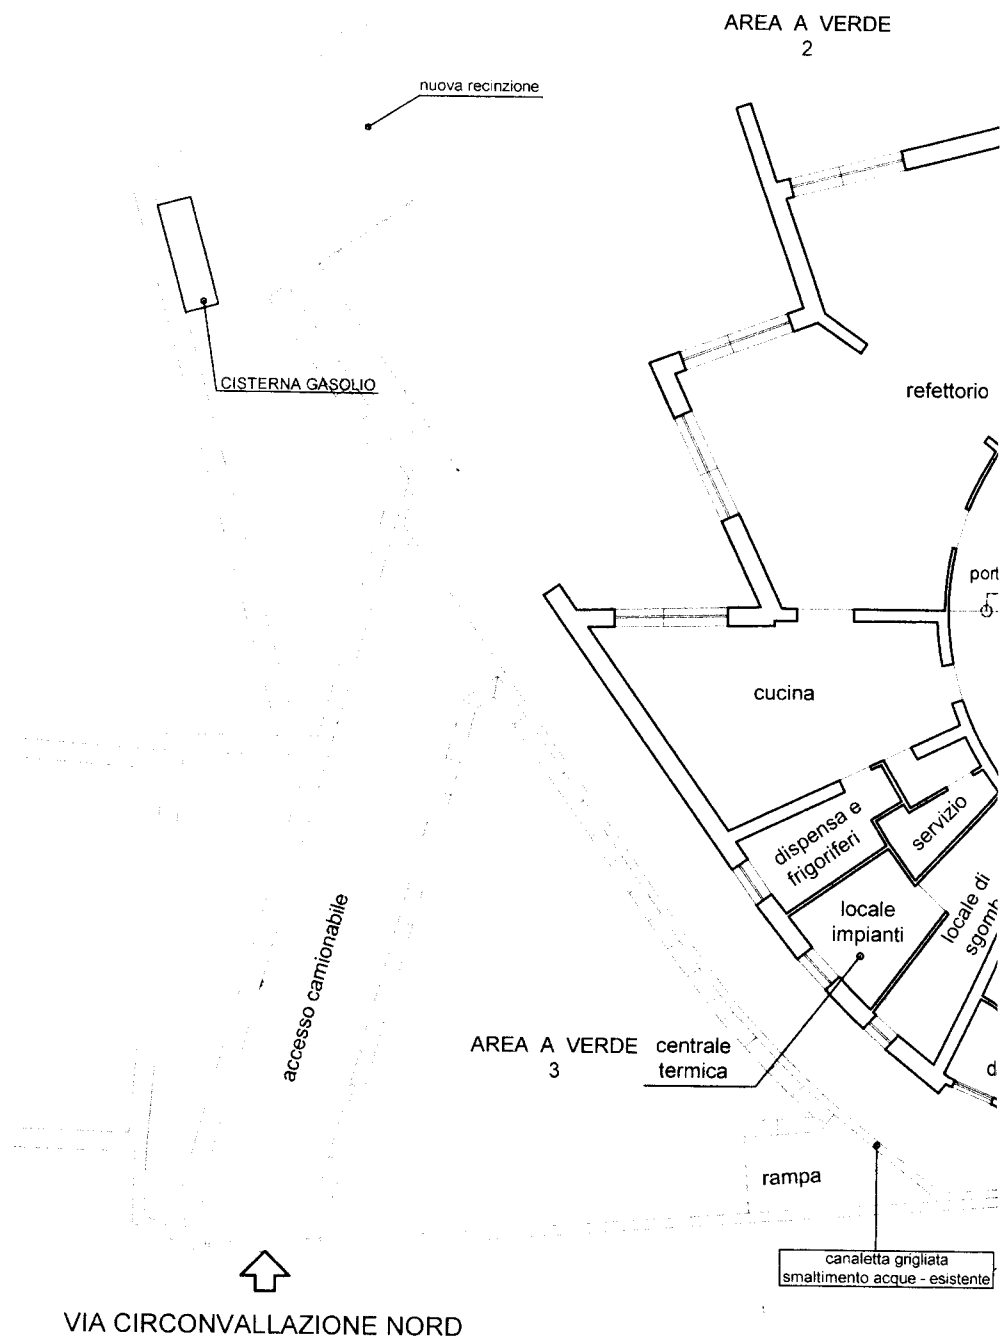 AREA A VERDE
2
nuova recinzione
CISTERNA GASOLIO
refettorio
port
cucina
dispensa e
frigoriferi
servizio
locale
impianti
locale di
sgomb
accesso camionabile
AREA A VERDE
3
centrale
termica
d
rampa
canaletta grigliata
smaltimento acque - esistente
VIA CIRCONVALLAZIONE NORD